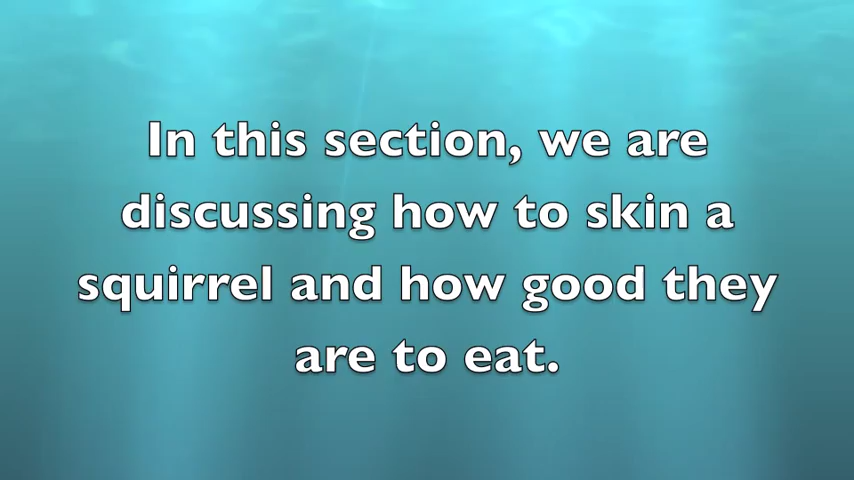 In this section, we are
discussing how to skin a
squirrel and how good they
are to eat.